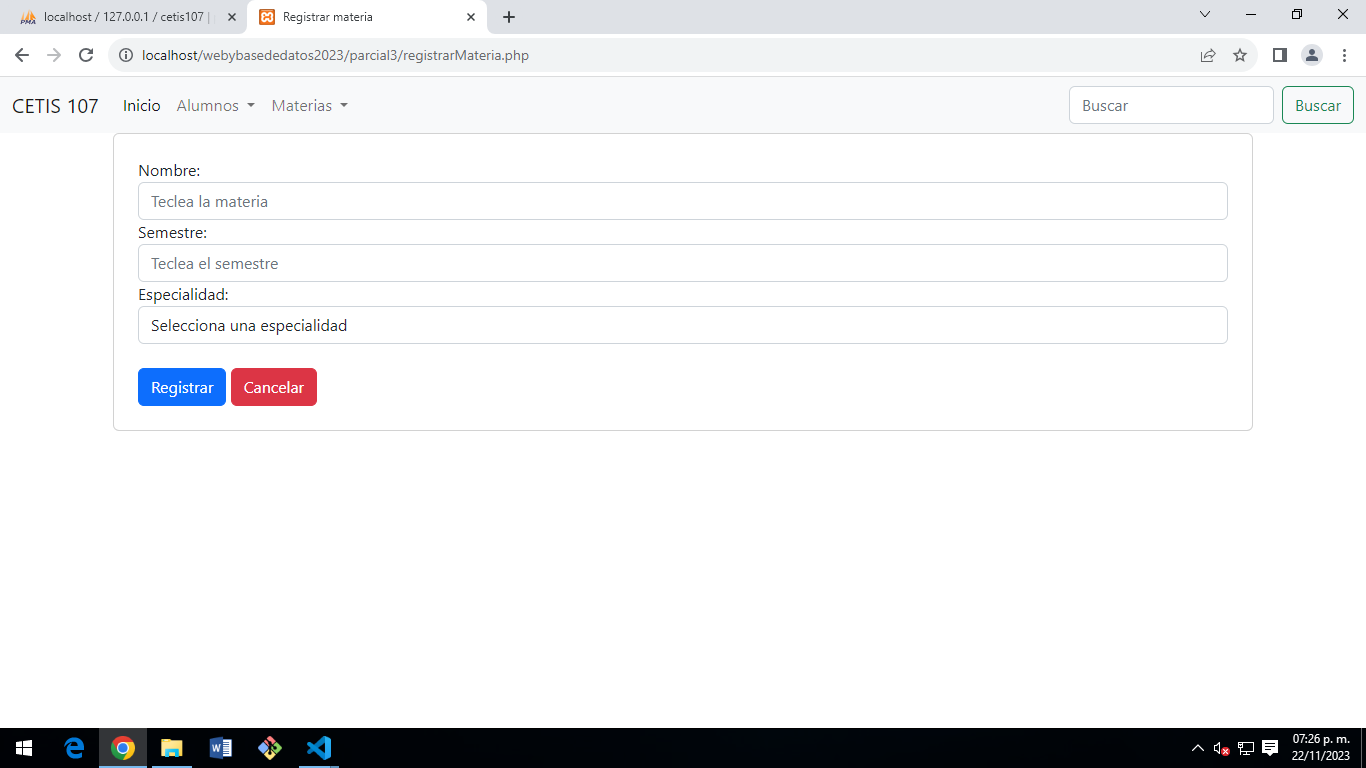 localhost / 127.0.0.1 / cetis107 |
Registrar materia
localhost/webybasededatos2023/parcial3/registrarMateria.php
CETIS 107 Inicio Alumnos Materias Buscar Buscar
Nombre:
Teclea la materia
Semestre:
Teclea el semestre
Especialidad:
Selecciona una especialidad
Registrar Cancelar
07:26 p. m.
22/11/2023